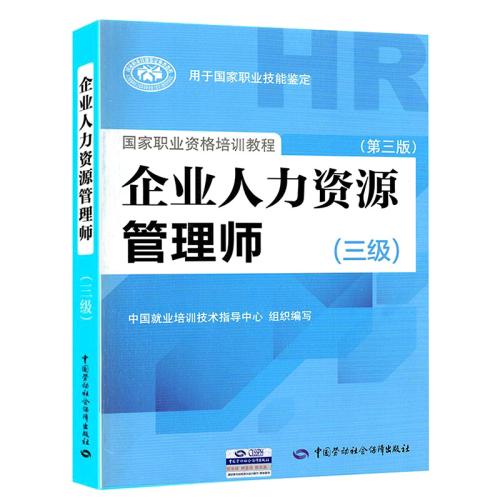 企业人力资源管理师
(三级)
中国劳动社会保障出版社
HR
用于国家职业技能鉴定
国家职业资格培训教程
(第三版)
企业人力资源
管理师
(三级)
中国就业培训技术指导中心 组织编写
中国劳动社会保障出版社